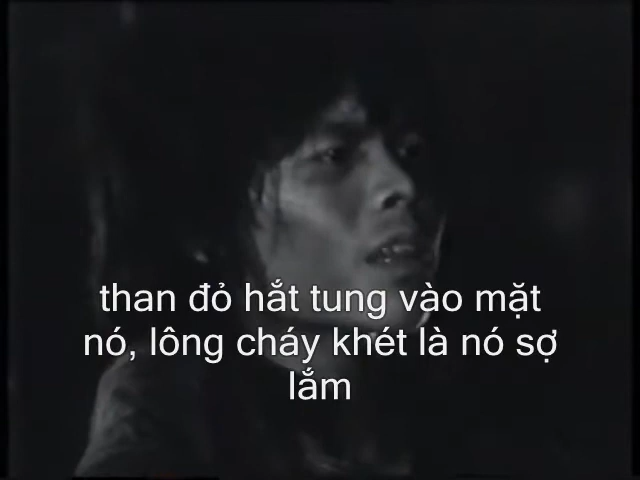 than đỏ hắt tung vào mặt
nó, lông cháy khét là nó sợ
lắm